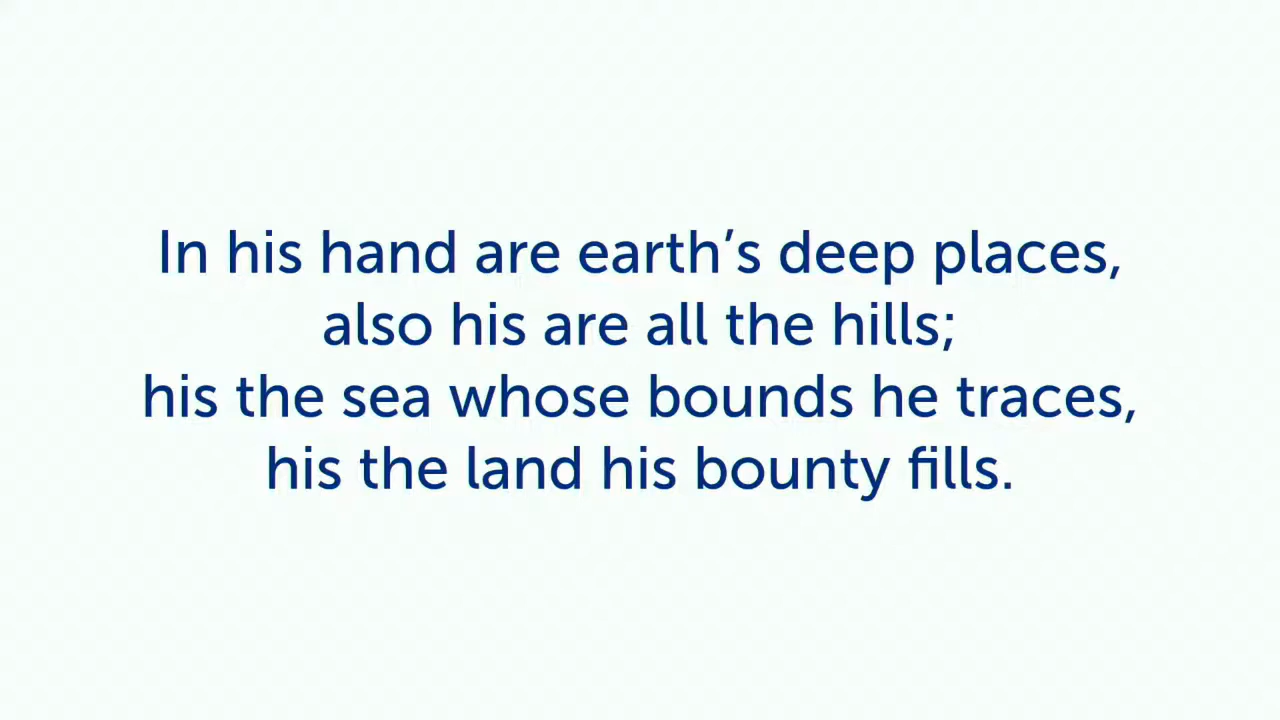 In his hand are earth’s deep places,
also his are all the hills;
his the sea whose bounds he traces,
his the land his bounty fills.